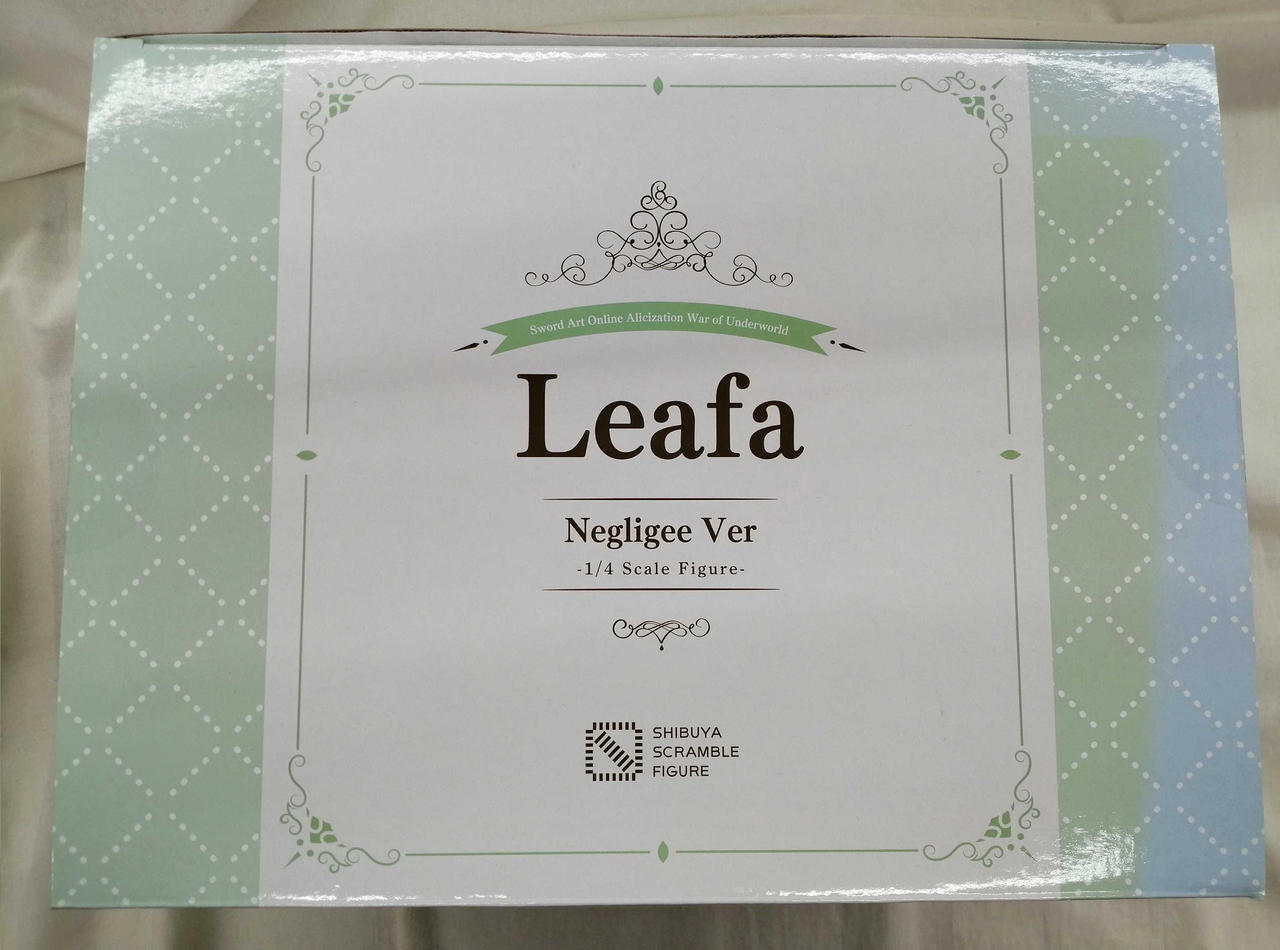 Sword Art Online Alicization War of Underworld
Leafa
Negligee Ver
-1/4 Scale Figure-
SHIBUYA
SCRAMBLE
FIGURE